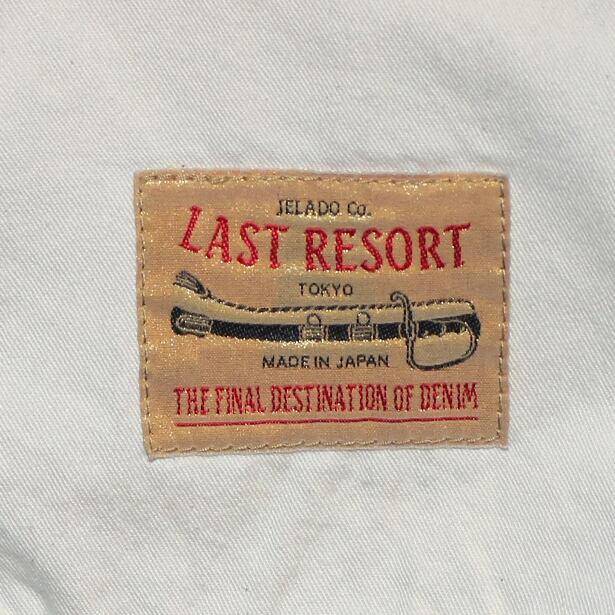 JELADO Co.
LAST RESORT
TOKYO
MADE IN JAPAN
THE FINAL DESTINATION OF DENIM